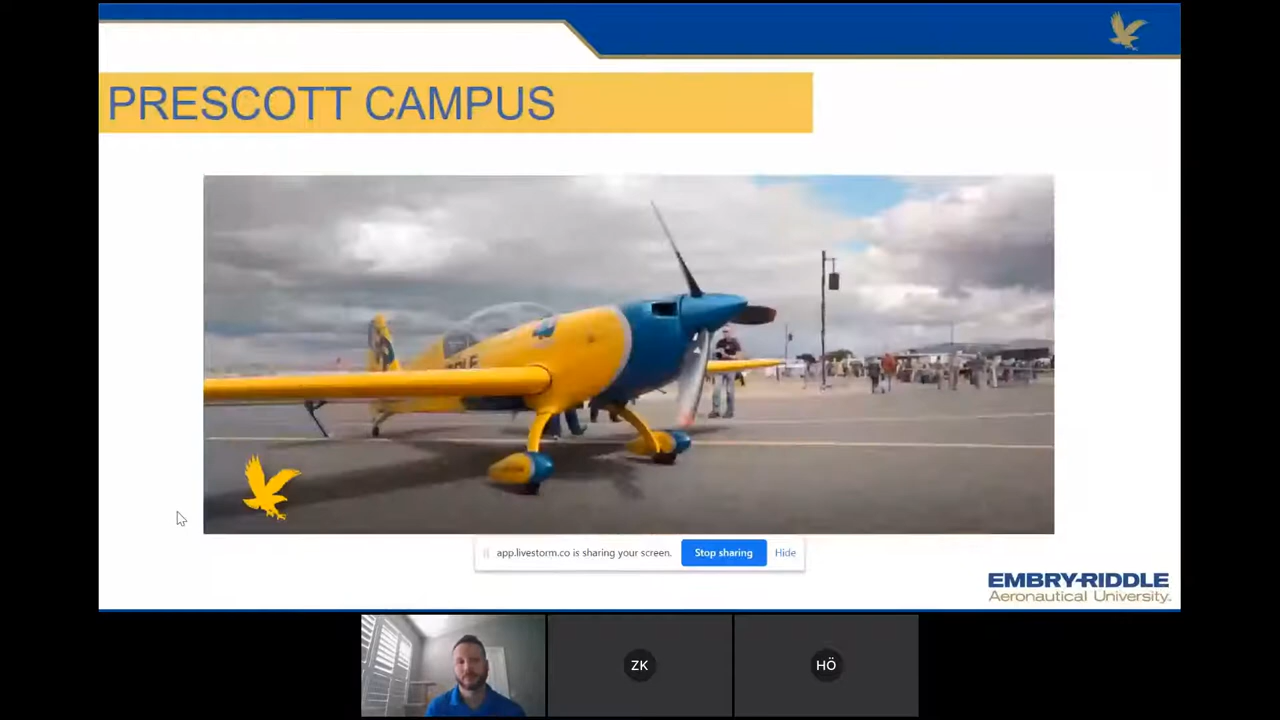 PRESCOTT CAMPUS
app.livestorm.co is sharing your screen. Stop sharing Hide
EMBRY-RIDDLE
Aeronautical University.
ZK HÖ